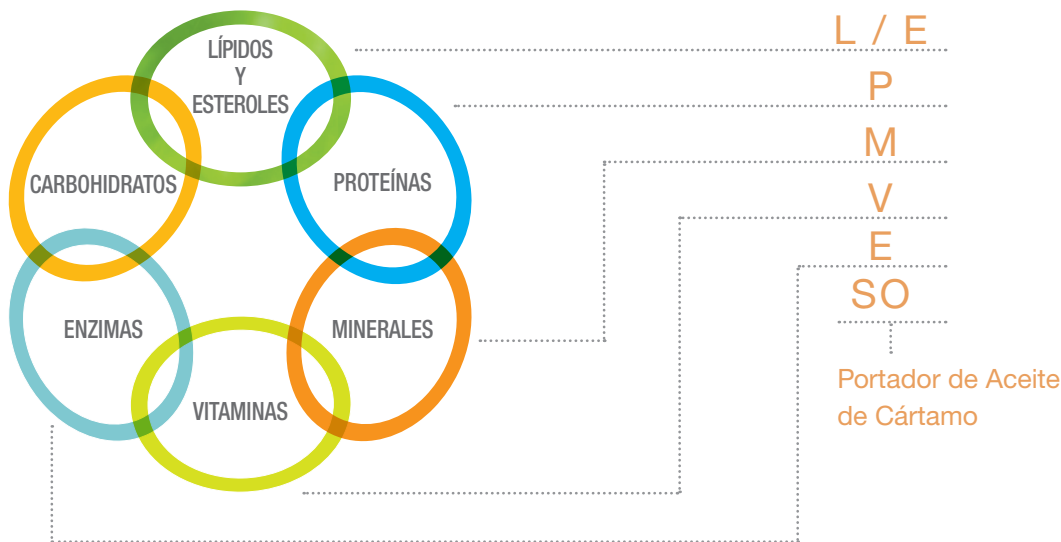 LÍPIDOS
Y
ESTEROLES
CARBOHIDRATOS
PROTEÍNAS
ENZIMAS
MINERALES
VITAMINAS
L / E
P
M
V
E
SO
Portador de Aceite
de Cártamo